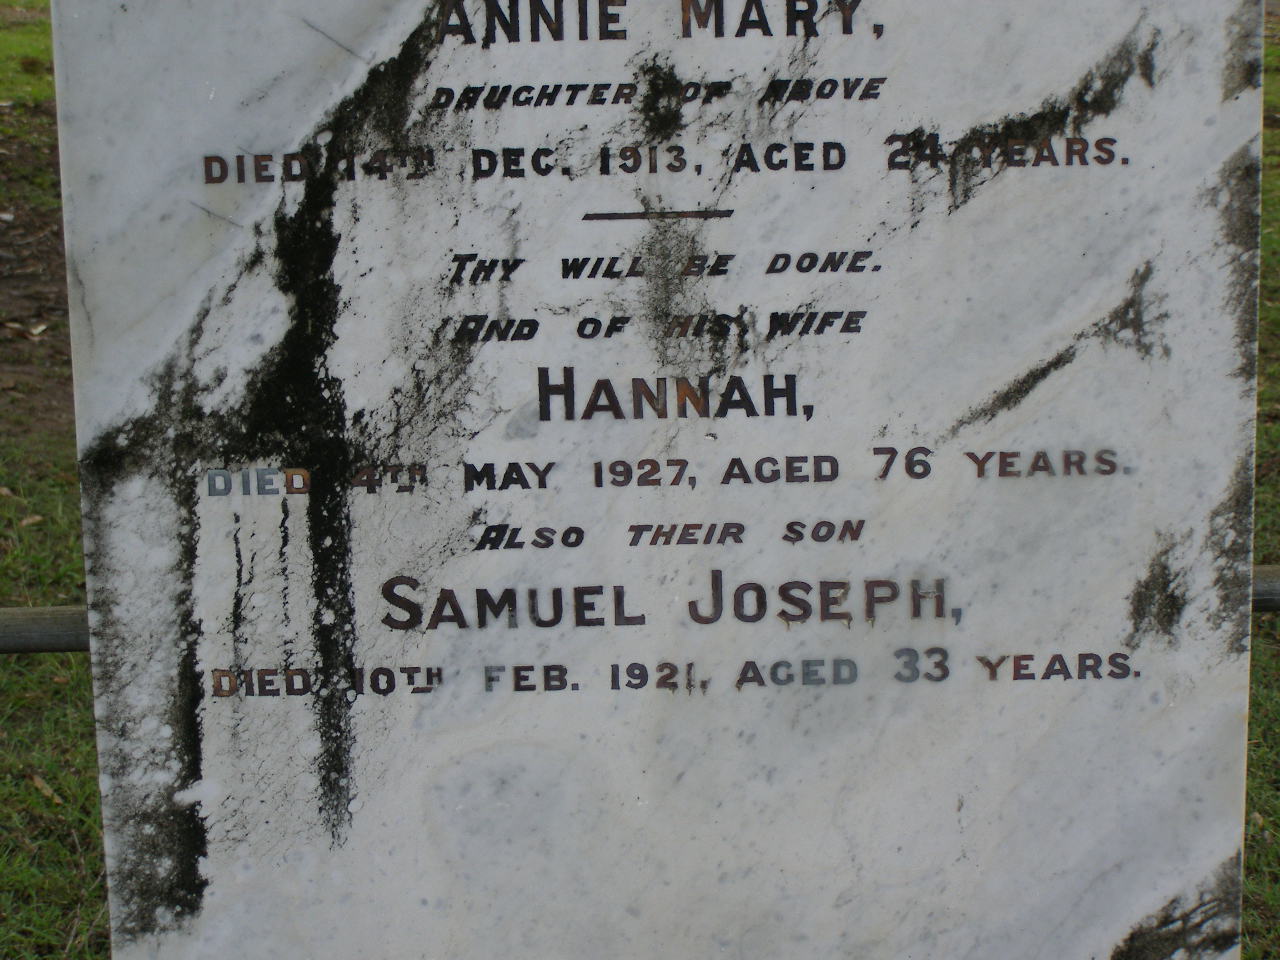 ANNIE MARY,
DAUGHTER OF ABOVE
DIED 14TH DEC. 1913, AGED 24 YEARS.
THY WILL BE DONE.
AND OF HIS WIFE
HANNAH,
DIED 4TH MAY 1927, AGED 76 YEARS.
ALSO THEIR SON
SAMUEL JOSEPH,
DIED 10TH FEB. 1921, AGED 33 YEARS.